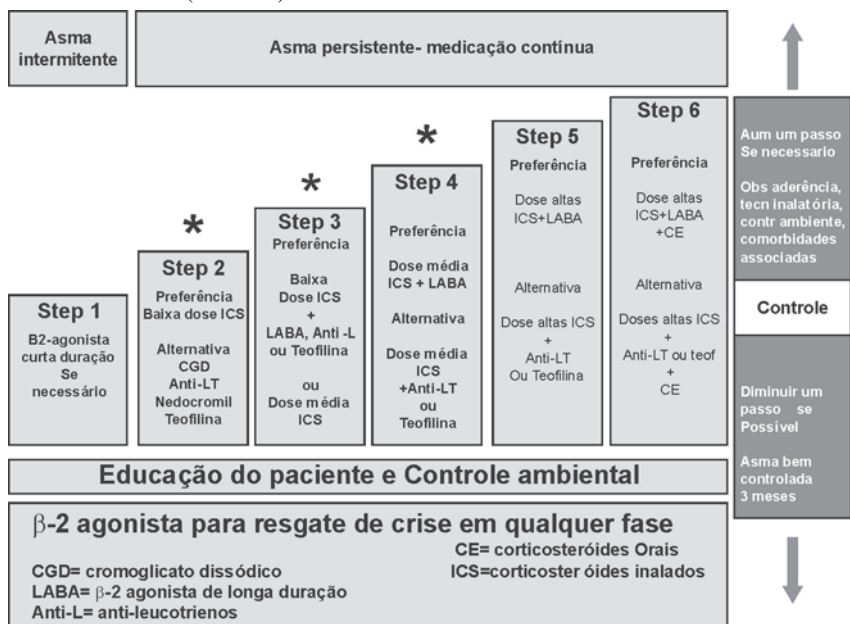 Asma
intermitente
Asma persistente- medicação contínua
Step 1
B2-agonista
curta duração
Se
necessário
*
Step 2
Preferência
Baixa dose ICS
Alternativa
CGD
Anti-LT
Nedocromil
Teofilina
*
Step 3
Preferência
Baixa
Dose ICS
+
LABA, Anti -L
ou Teofilina
ou
Dose média
ICS
*
Step 4
Preferência
Dose média
ICS + LABA
Alternativa
Dose média
ICS
+Anti-LT
ou
Teofilina
Step 5
Preferência
Dose altas
ICS+LABA
Alternativa
Dose altas ICS
+
Anti-LT
Ou Teofilina
Step 6
Preferência
Dose altas
ICS+LABA
+CE
Alternativa
Doses altas ICS
+
Anti-LT ou teof
+
CE
Aum um passo
Se necessario
Obs aderência,
tecn inalatória,
contr ambiente,
comorbidades
associadas
Controle
Diminuir um
passo se
Possível
Asma bem
controlada
3 meses
Educação do paciente e Controle ambiental
β-2 agonista para resgate de crise em qualquer fase
CGD= cromoglicato dissódico
LABA= β-2 agonista de longa duração
Anti-L= anti-leucotrienos
CE= corticosteróides Orais
ICS=corticoster óides inalados